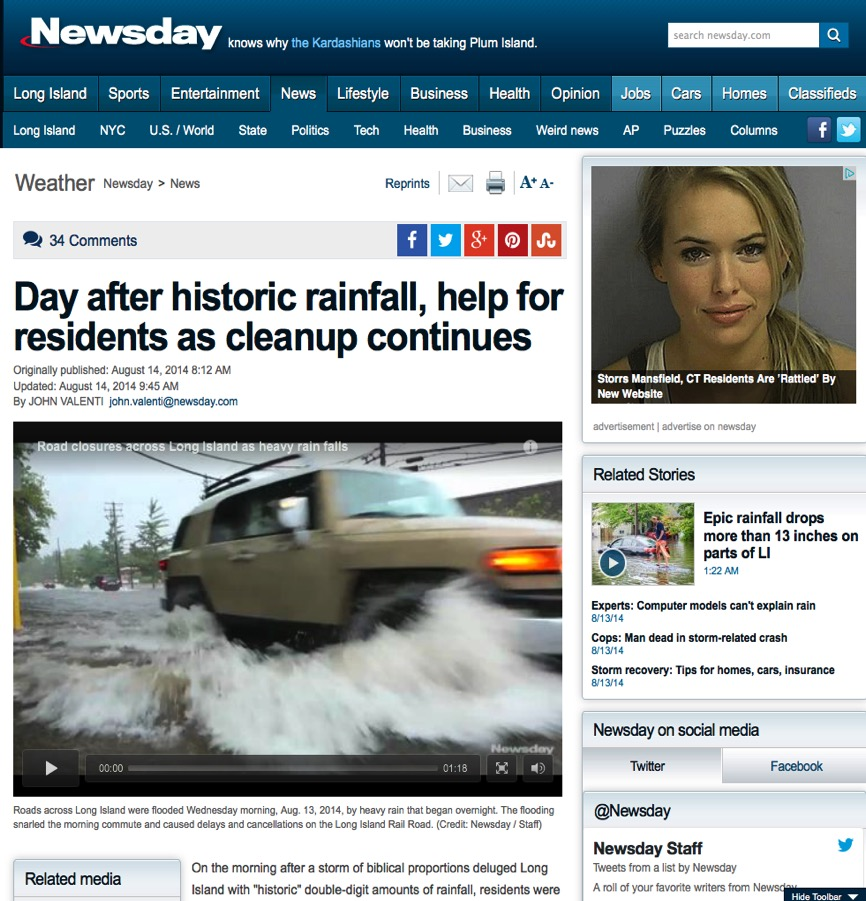 Newsday
knows why the Kardashians won't be taking Plum Island.
search newsday.com
Long Island Sports Entertainment News Lifestyle Business Health Opinion Jobs Cars Homes Classifieds
Long Island NYC U.S. / World State Politics Tech Health Business Weird news AP Puzzles Columns
Weather Newsday > News Reprints A+ A-
34 Comments
Day after historic rainfall, help for
residents as cleanup continues
Originally published: August 14, 2014 8:12 AM
Updated: August 14, 2014 9:45 AM
By JOHN VALENTI john.valenti@newsday.com
Road closures across Long Island as heavy rain falls
Newsday
00:00 01:18
Roads across Long Island were flooded Wednesday morning, Aug. 13, 2014, by heavy rain that began overnight. The flooding
snarled the morning commute and caused delays and cancellations on the Long Island Rail Road. (Credit: Newsday / Staff)
Related media
On the morning after a storm of biblical proportions deluged Long
Island with "historic" double-digit amounts of rainfall, residents were
Storrs Mansfield, CT Residents Are 'Rattled' By
New Website
advertisement | advertise on newsday
Related Stories
Epic rainfall drops
more than 13 inches on
parts of LI
1:22 AM
Experts: Computer models can't explain rain
8/13/14
Cops: Man dead in storm-related crash
8/13/14
Storm recovery: Tips for homes, cars, insurance
8/13/14
Newsday on social media
Twitter Facebook
@Newsday
Newsday Staff
Tweets from a list by Newsday
A roll of your favorite writers from Newsday
Hide Toolbar